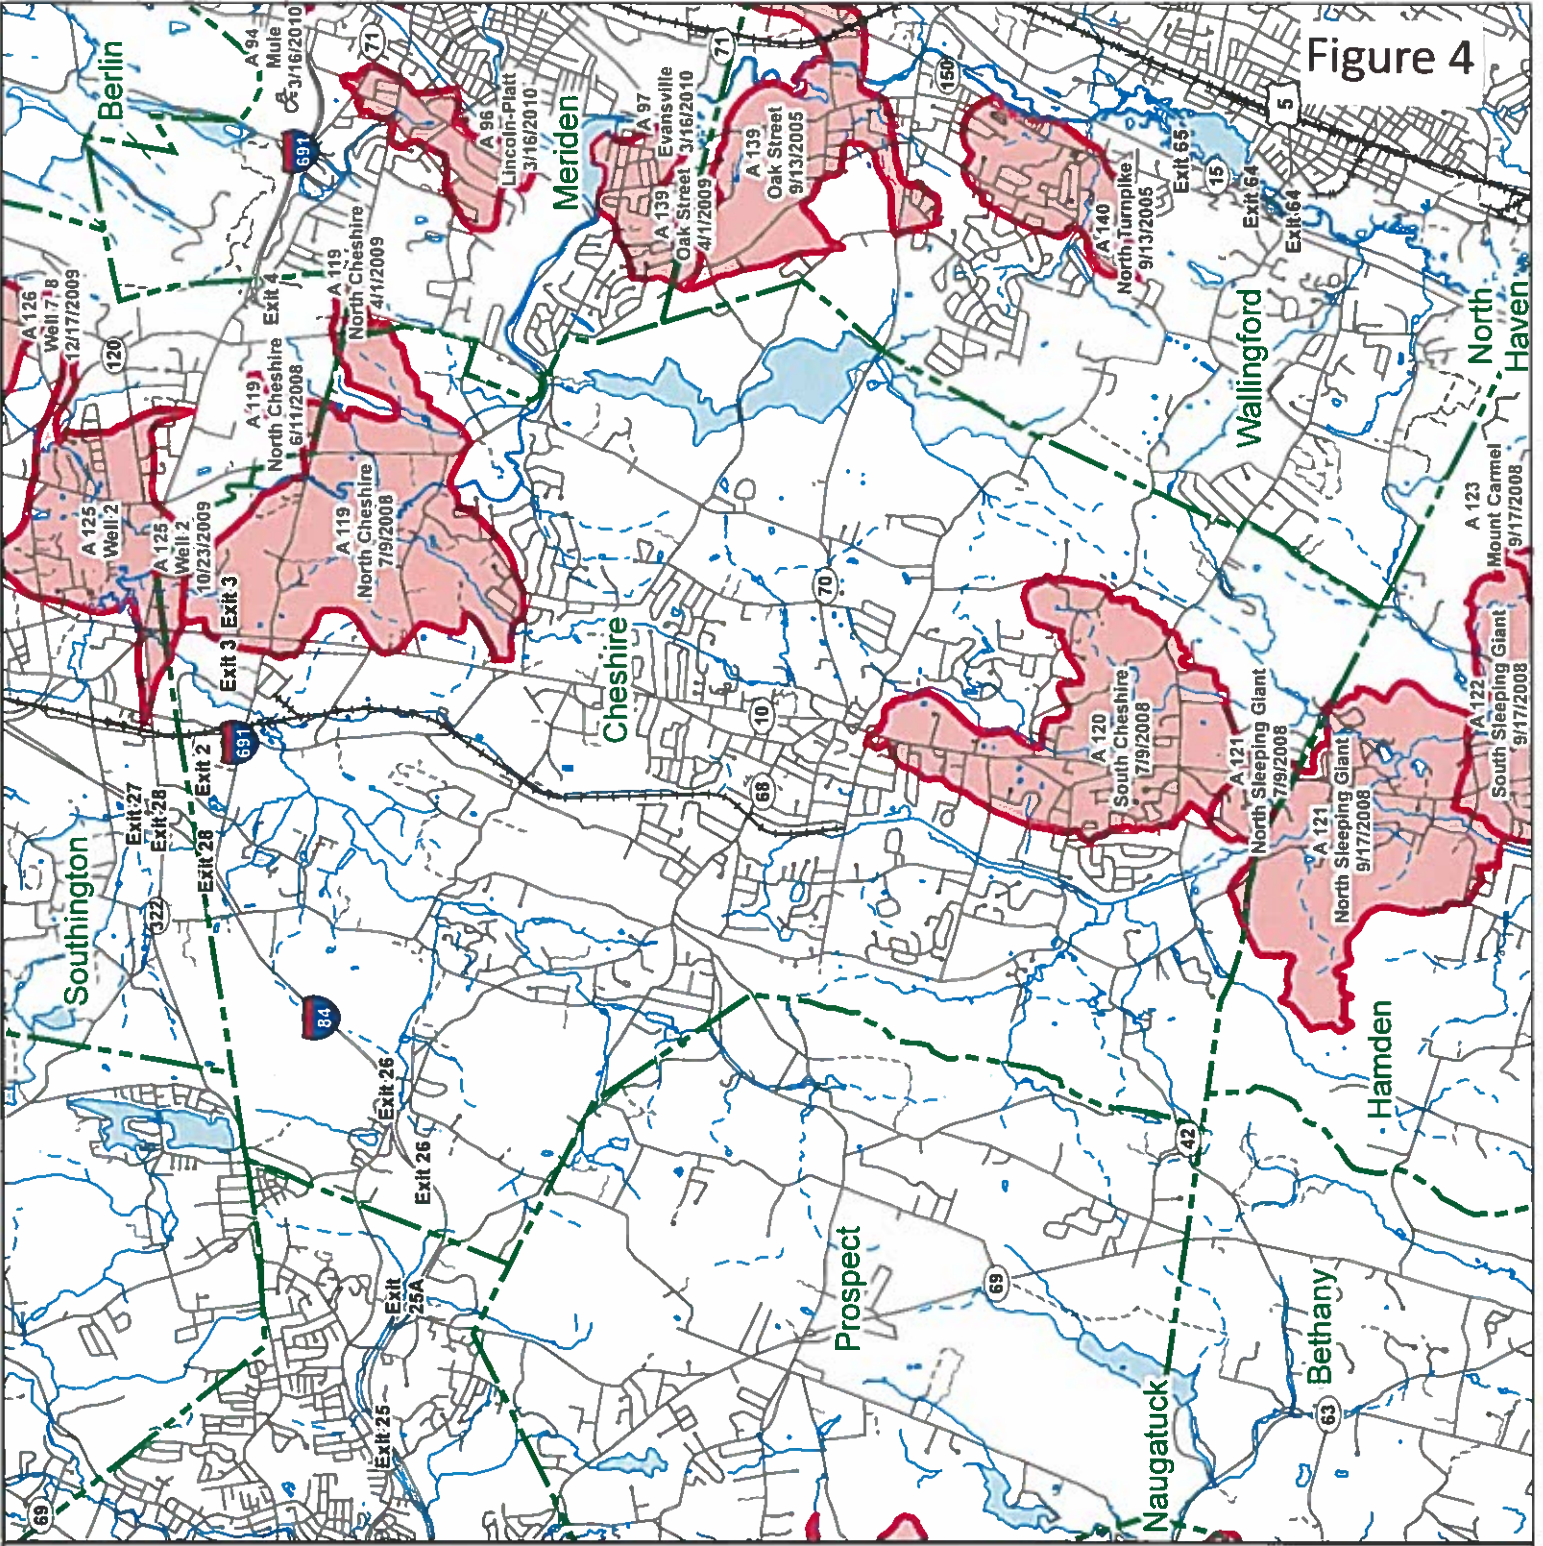 Figure 4
Berlin
A 94
Mule
3/16/2010
691
71
A 96
Lincoln-Platt
3/16/2010
Meriden
A 97
Evansville
3/16/2010
71
A 139
Oak Street
4/1/2009
A 139
Oak Street
9/13/2005
150
5
A 140
North Turnpike
9/13/2005
Exit 65
15
Exit 64
Exit 64
A 126
Well 7, 8
12/17/2009
120
Exit 4
A 119
North Cheshire
4/1/2009
A 119
North Cheshire
6/11/2008
A 119
North Cheshire
7/9/2008
A 125
Well 2
A 125
Well 2
10/23/2009
Exit 3
Exit 3
Wallingford
North
Haven
A 123
Mount Carmel
9/17/2008
70
Cheshire
10
68
691
Exit 2
Exit 27
Exit 28
Exit 28
322
Southington
84
Exit 26
Exit 26
A 120
South Cheshire
7/9/2008
A 121
North Sleeping Giant
7/9/2008
A 121
North Sleeping Giant
9/17/2008
A 122
South Sleeping Giant
9/17/2008
Hamden
42
Exit
25A
Exit 25
69
Prospect
69
Naugatuck
Bethany
63